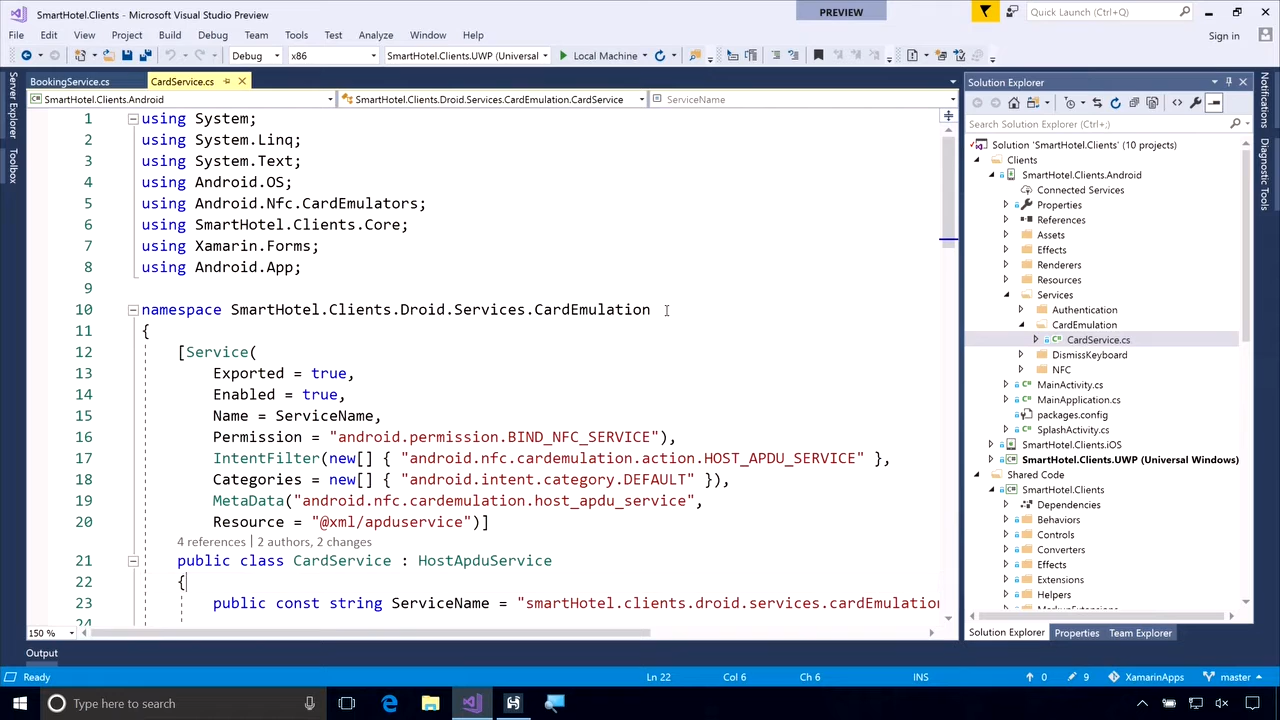 SmartHotel.Clients - Microsoft Visual Studio Preview
PREVIEW
Quick Launch (Ctrl+Q)
File Edit View Project Build Debug Team Tools Test Analyze Window Help
Sign in
Debug x86 SmartHotel.Clients.UWP (Universal Local Machine
Server Explorer
Toolbox
BookingService.cs CardService.cs
SmartHotel.Clients.Android SmartHotel.Clients.Droid.Services.CardEmulation.CardService ServiceName
1 using System;
2 using System.Linq;
3 using System.Text;
4 using Android.OS;
5 using Android.Nfc.CardEmulators;
6 using SmartHotel.Clients.Core;
7 using Xamarin.Forms;
8 using Android.App;
9
10 namespace SmartHotel.Clients.Droid.Services.CardEmulation
11 {
12 [Service(
13 Exported = true,
14 Enabled = true,
15 Name = ServiceName,
16 Permission = "android.permission.BIND_NFC_SERVICE"),
17 IntentFilter(new[] { "android.nfc.cardemulation.action.HOST_APDU_SERVICE" },
18 Categories = new[] { "android.intent.category.DEFAULT" }),
19 MetaData("android.nfc.cardemulation.host_apdu_service",
20 Resource = "@xml/apduservice")]
4 references | 2 authors, 2 changes
21 public class CardService : HostApduService
22 {
23 public const string ServiceName = "smartHotel.clients.droid.services.cardEmulation
24
150 %
Output
Solution Explorer
Search Solution Explorer (Ctrl+;)
Solution 'SmartHotel.Clients' (10 projects)
Clients
SmartHotel.Clients.Android
Connected Services
Properties
References
Assets
Effects
Renderers
Resources
Services
Authentication
CardEmulation
CardService.cs
DismissKeyboard
NFC
MainActivity.cs
MainApplication.cs
packages.config
SplashActivity.cs
SmartHotel.Clients.iOS
SmartHotel.Clients.UWP (Universal Windows)
Shared Code
SmartHotel.Clients
Dependencies
Behaviors
Controls
Converters
Effects
Extensions
Helpers
MarkupExtensions
Solution Explorer Properties Team Explorer
Notifications
Diagnostic Tools
Ready Ln 22 Col 6 Ch 6 INS 0 9 XamarinApps master
Type here to search